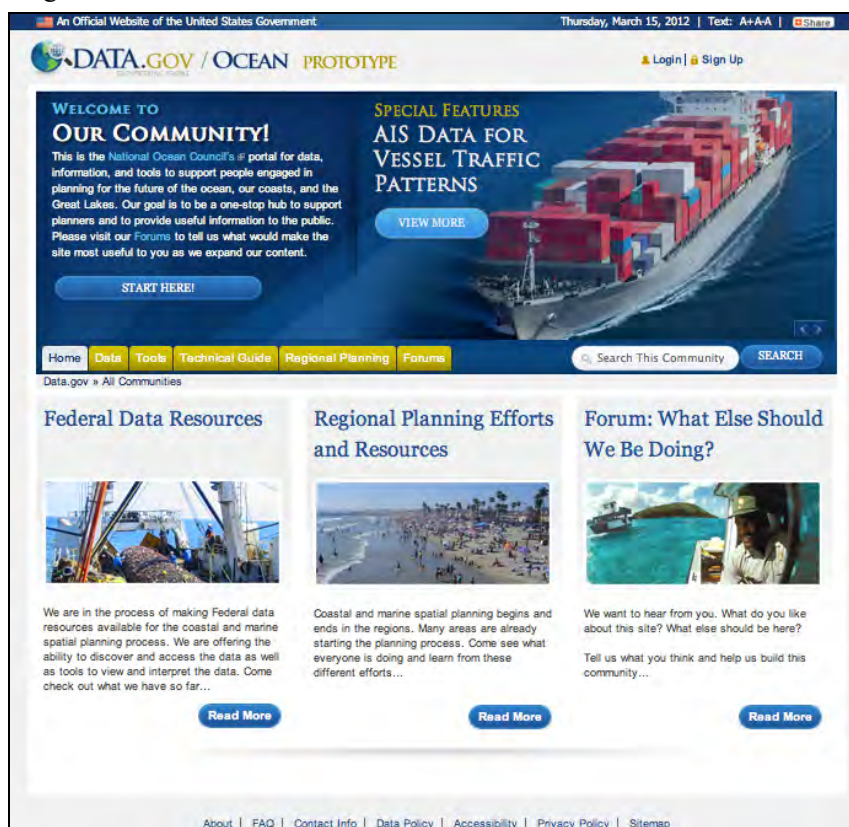 An Official Website of the United States Government
Thursday, March 15, 2012 | Text: A+A-A | Share
DATA.GOV / OCEAN PROTOTYPE
Login | Sign Up
WELCOME TO
OUR COMMUNITY!
This is the National Ocean Council's portal for data,
information, and tools to support people engaged in
planning for the future of the ocean, our coasts, and the
Great Lakes. Our goal is to be a one-stop hub to support
planners and to provide useful information to the public.
Please visit our Forums to tell us what would make the
site most useful to you as we expand our content.
START HERE!
SPECIAL FEATURES
AIS DATA FOR
VESSEL TRAFFIC
PATTERNS
VIEW MORE
Home Data Tools Technical Guide Regional Planning Forums
Search This Community SEARCH
Data.gov » All Communities
Federal Data Resources
We are in the process of making Federal data
resources available for the coastal and marine
spatial planning process. We are offering the
ability to discover and access the data as well
as tools to view and interpret the data. Come
check out what we have so far...
Read More
Regional Planning Efforts
and Resources
Coastal and marine spatial planning begins and
ends in the regions. Many areas are already
starting the planning process. Come see what
everyone is doing and learn from these
different efforts...
Read More
Forum: What Else Should
We Be Doing?
We want to hear from you. What do you like
about this site? What else should be here?
Tell us what you think and help us build this
community...
Read More
About | FAQ | Contact Info | Data Policy | Accessibility | Privacy Policy | Sitemap